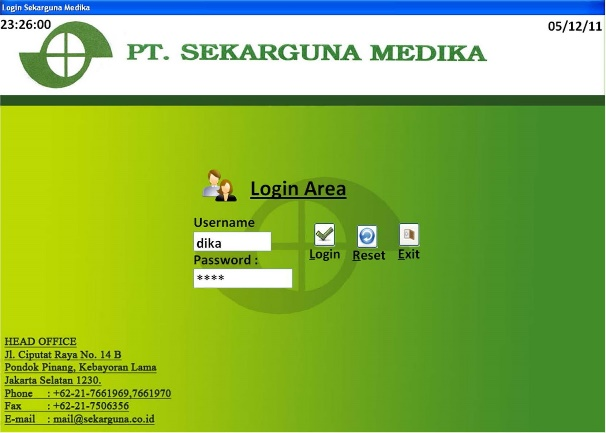 Login Sekarguna Medika
23:26:00
05/12/11
PT. SEKARGUNA MEDIKA
Login Area
Username
dika
Password :
****
Login
Reset
Exit
HEAD OFFICE
Jl. Ciputat Raya No. 14 B
Pondok Pinang, Kebayoran Lama
Jakarta Selatan 1230.
Phone : +62-21-7661969,7661970
Fax : +62-21-7506356
E-mail : mail@sekarguna.co.id